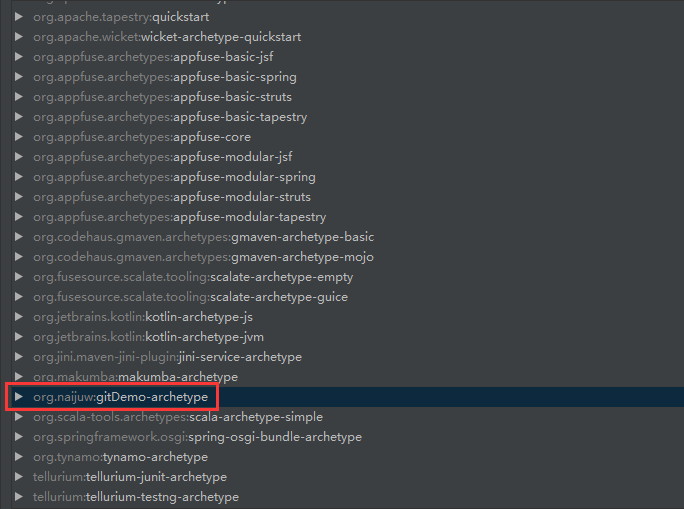 org.apache.tapestry:quickstart
org.apache.wicket:wicket-archetype-quickstart
org.appfuse.archetypes:appfuse-basic-jsf
org.appfuse.archetypes:appfuse-basic-spring
org.appfuse.archetypes:appfuse-basic-struts
org.appfuse.archetypes:appfuse-basic-tapestry
org.appfuse.archetypes:appfuse-core
org.appfuse.archetypes:appfuse-modular-jsf
org.appfuse.archetypes:appfuse-modular-spring
org.appfuse.archetypes:appfuse-modular-struts
org.appfuse.archetypes:appfuse-modular-tapestry
org.codehaus.gmaven.archetypes:gmaven-archetype-basic
org.codehaus.gmaven.archetypes:gmaven-archetype-mojo
org.fusesource.scalate.tooling:scalate-archetype-empty
org.fusesource.scalate.tooling:scalate-archetype-guice
org.jetbrains.kotlin:kotlin-archetype-js
org.jetbrains.kotlin:kotlin-archetype-jvm
org.jini.maven-jini-plugin:jini-service-archetype
org.makumba:makumba-archetype
org.naijuw:gitDemo-archetype
org.scala-tools.archetypes:scala-archetype-simple
org.springframework.osgi:spring-osgi-bundle-archetype
org.tynamo:tynamo-archetype
tellurium:tellurium-junit-archetype
tellurium:tellurium-testng-archetype